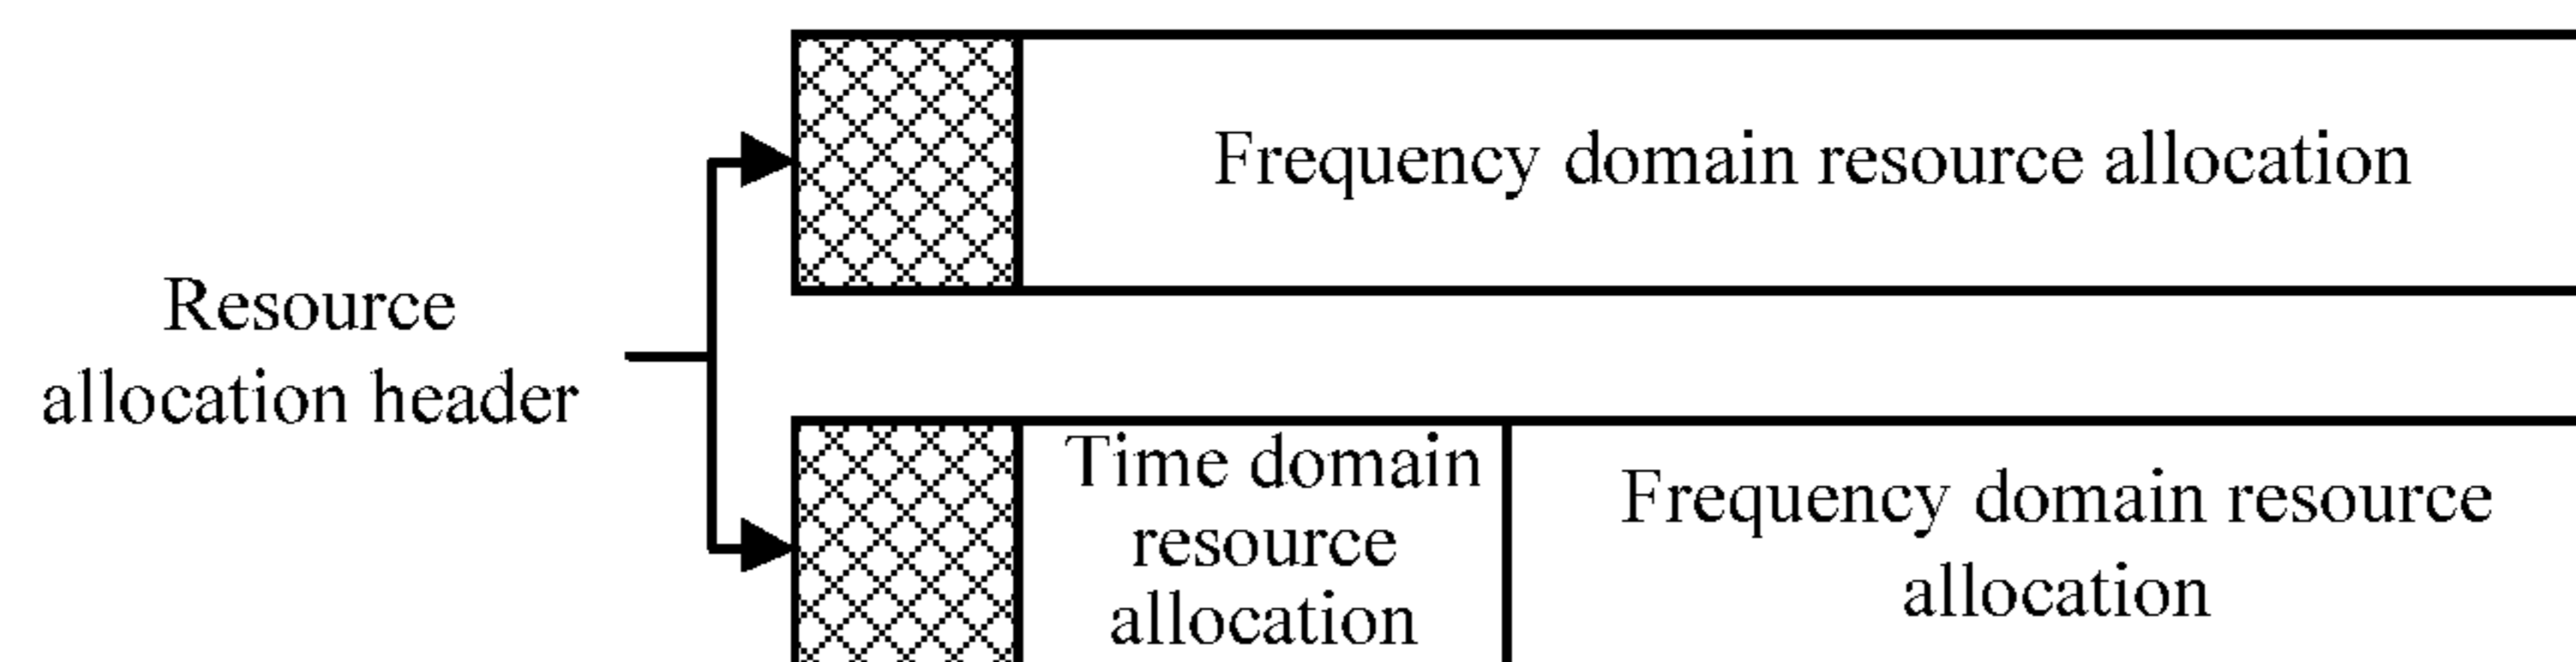 Frequency domain resource allocation
Resource
allocation header
Time domain
resource
allocation
Frequency domain resource
allocation